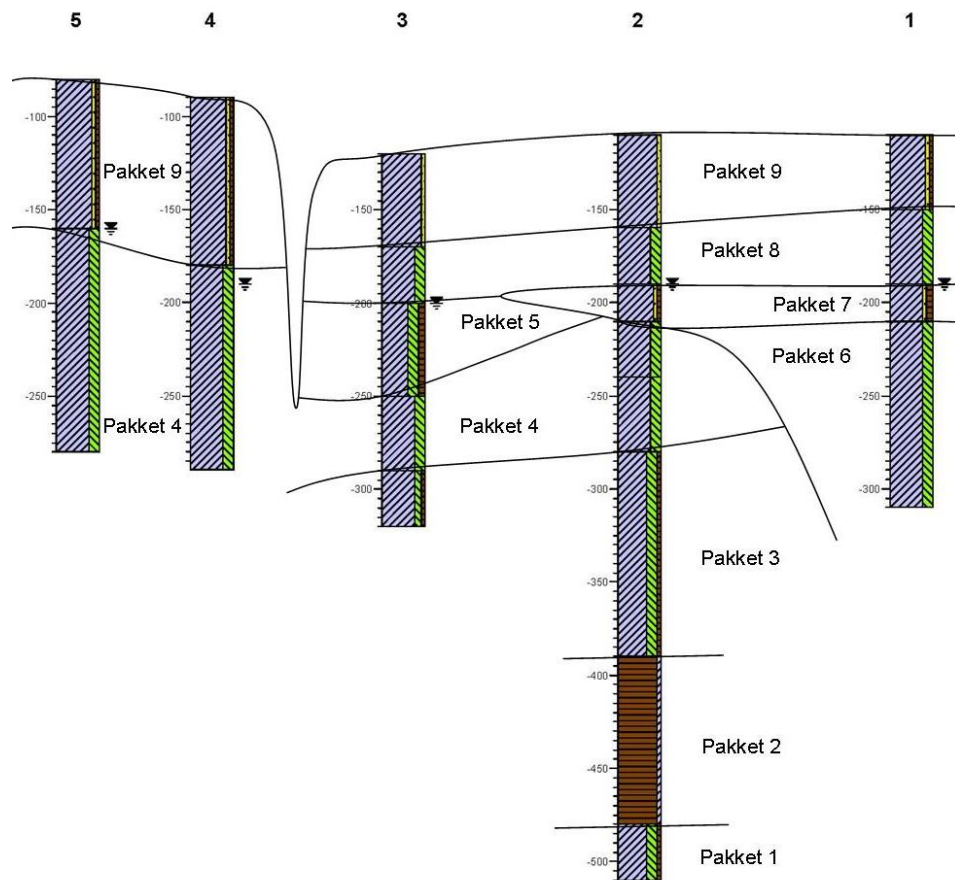 5 4 3 2 1
-100 -100
Pakket 9 Pakket 9
-150 -150 -150 -150 -150
Pakket 8
-200 -200 -200 -200 -200
Pakket 7
Pakket 5
Pakket 6
-250 -250 -250 -250 -250
Pakket 4 Pakket 4
-300 -300 -300
Pakket 3
-350
-400
Pakket 2
-450
Pakket 1
-500